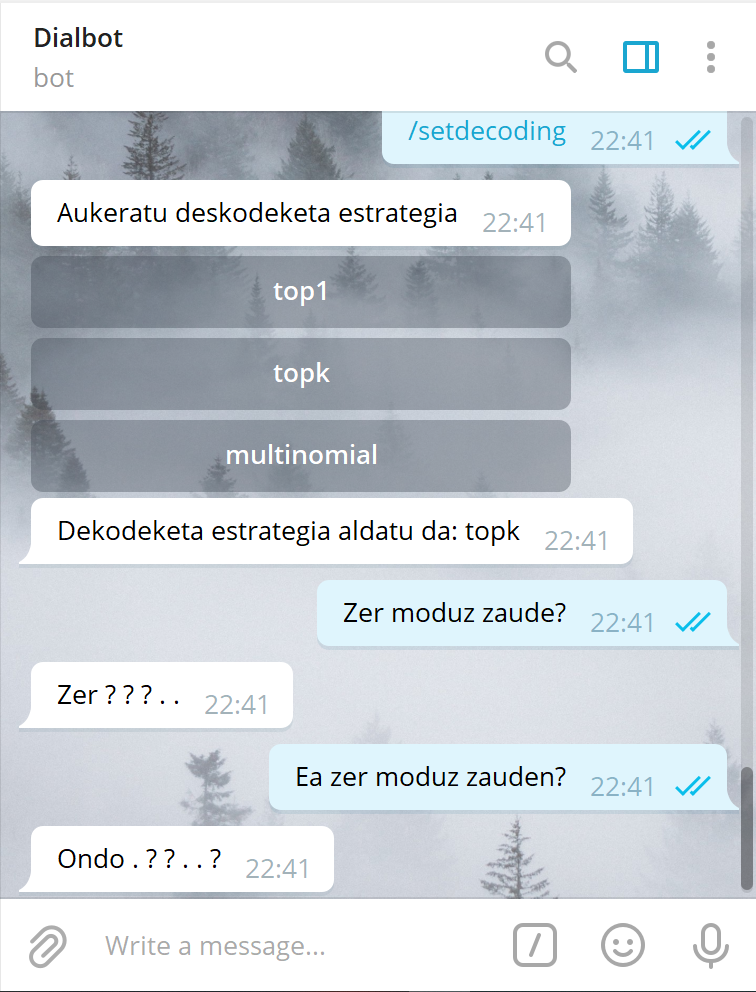 Dialbot
bot
/setdecoding 22:41
Aukeratu deskodeketa estrategia 22:41
top1
topk
multinomial
Dekodeketa estrategia aldatu da: topk 22:41
Zer moduz zaude? 22:41
Zer ? ? ? . . 22:41
Ea zer moduz zauden? 22:41
Ondo . ? ? . . ? 22:41
Write a message...